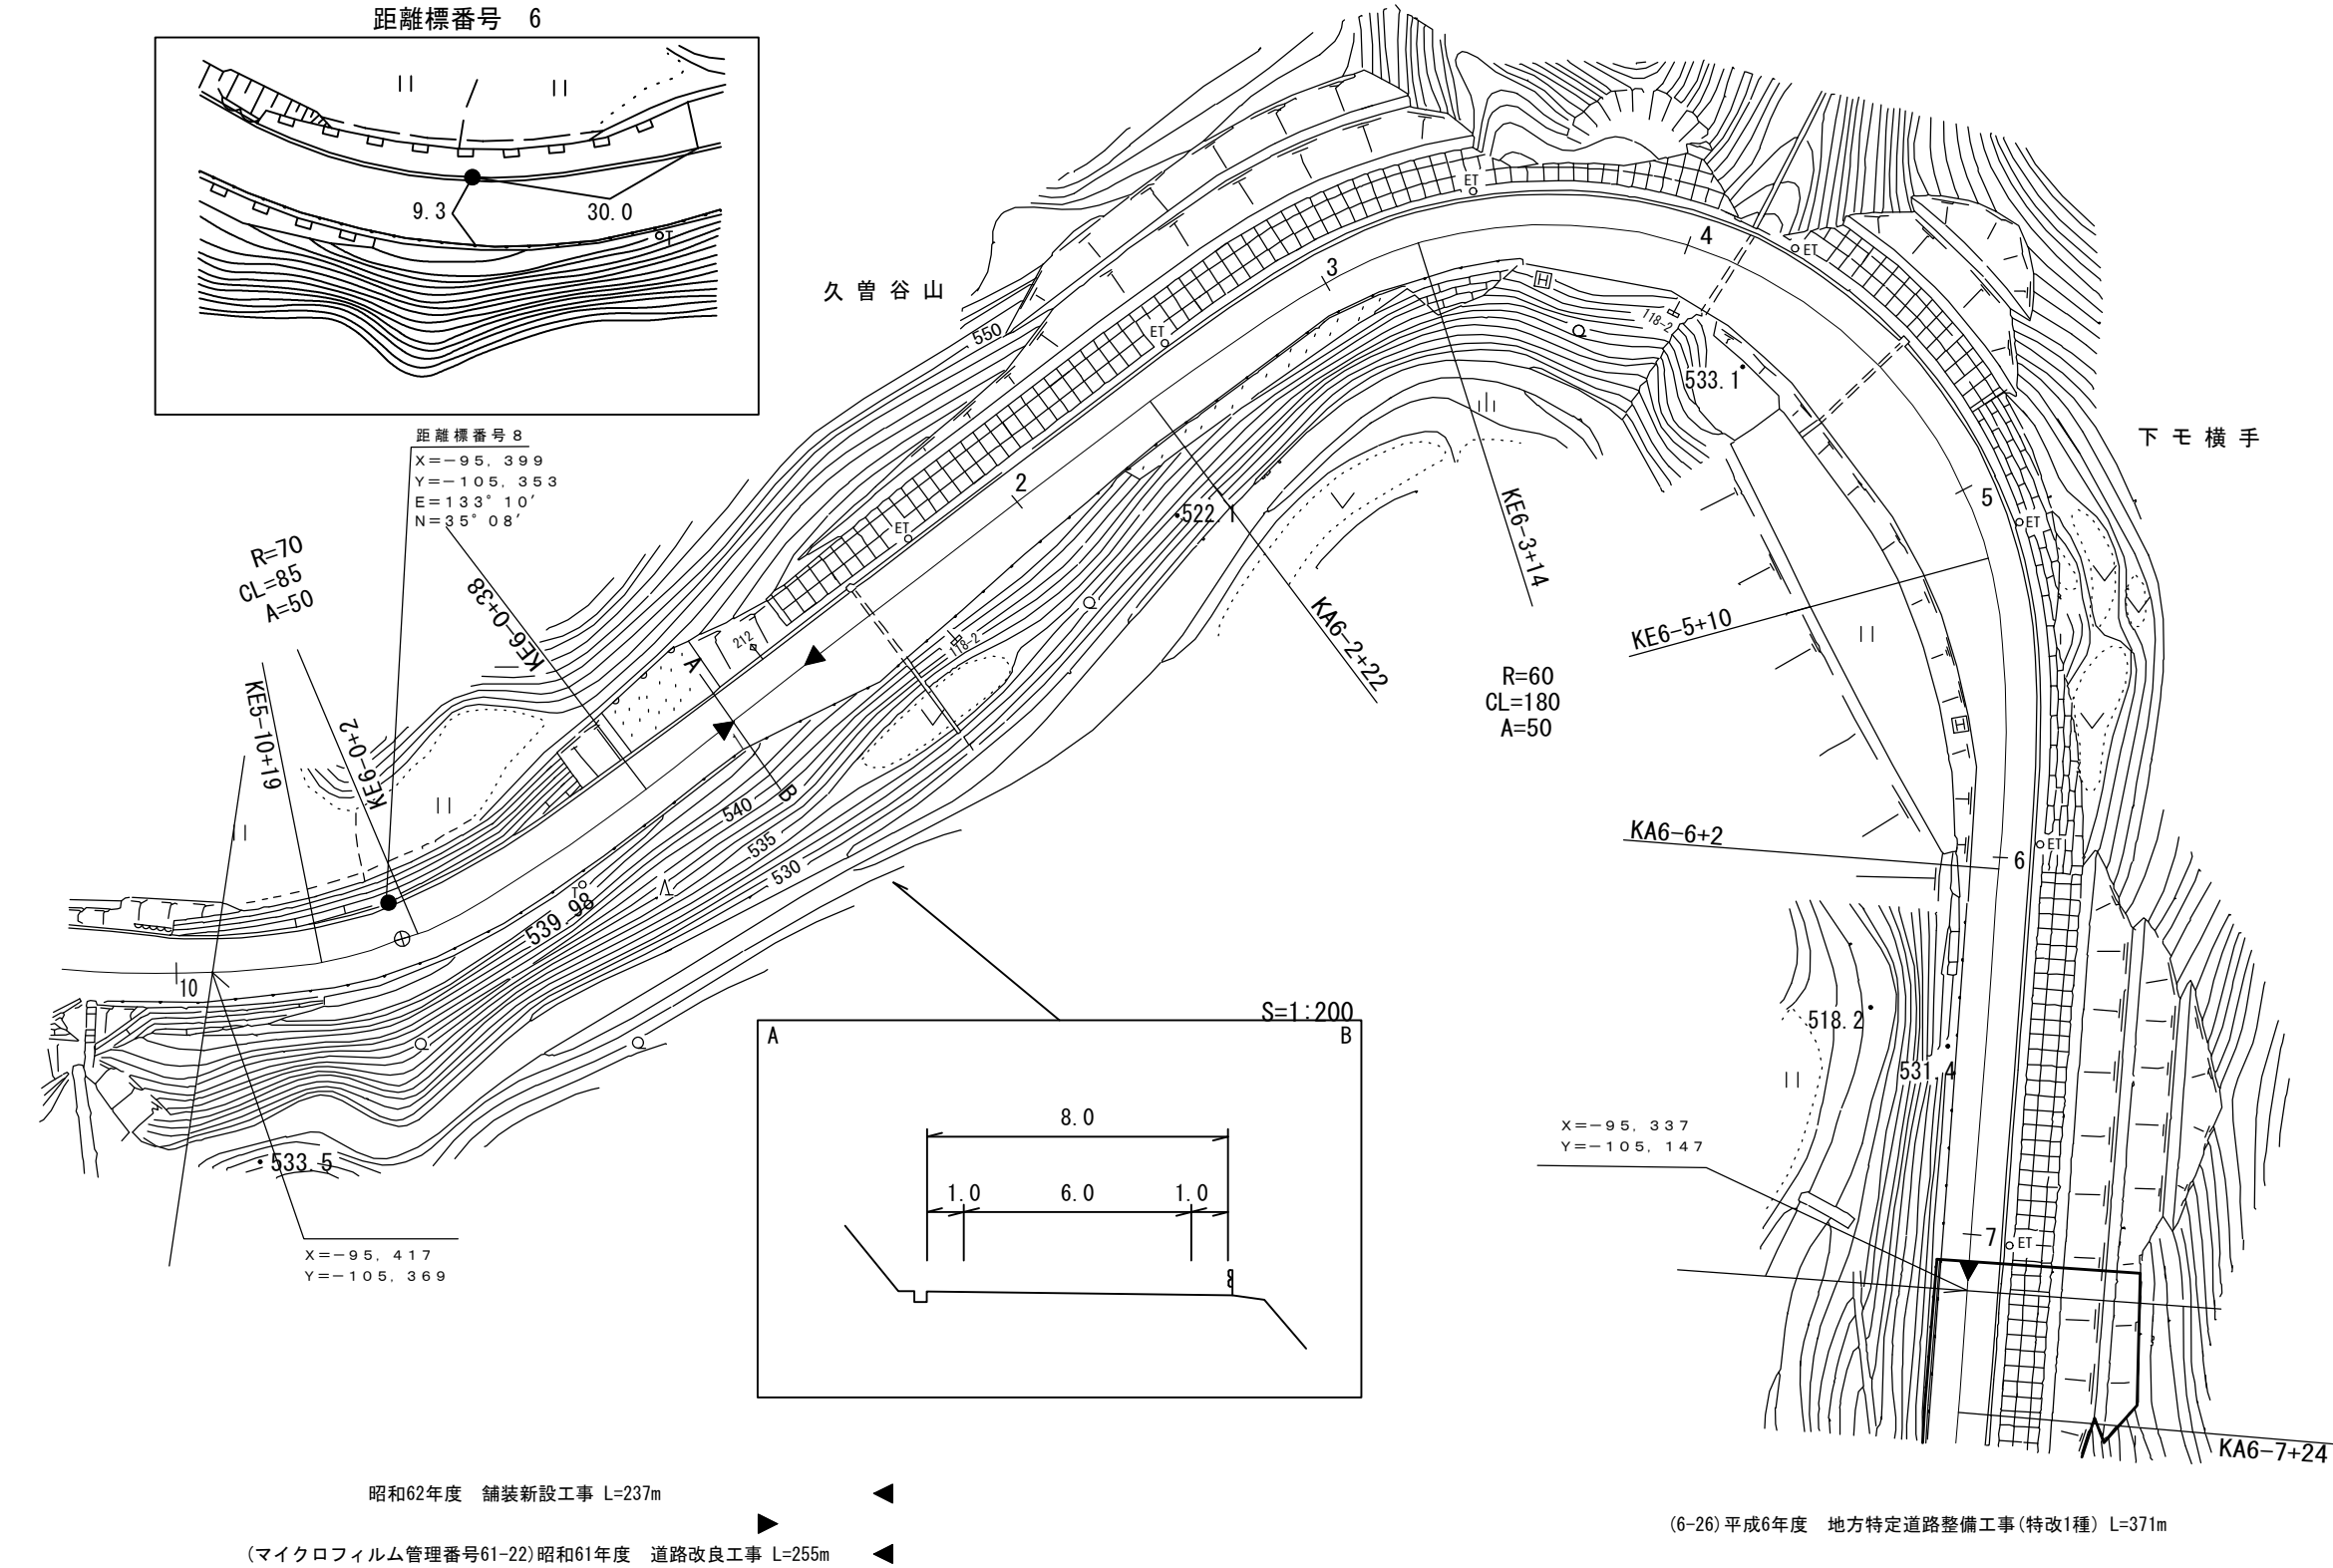 距離標番号　6
9.3
30.0
久曽谷山
下モ横手
距離標番号８
X＝－９５，３９９
Y＝－１０５，３５３
E＝１３３°１０′
N＝３５°０８′
R=70
CL=85
A=50
KE5-10+19
KE6-0+2
KE6-0+38
KA6-2+22
KE6-3+14
KE6-5+10
KA6-6+2
KA6-7+24
R=60
CL=180
A=50
ET
ET
ET
ET
ET
ET
ET
2
3
4
5
6
7
10
550
540
535
530
522.1
533.1
539.98
533.5
518.2
531.4
212
118-2
118-2
H
H
T
T
A
B
X＝－９５，４１７
Y＝－１０５，３６９
X＝－９５，３３７
Y＝－１０５，１４７
S=1:200
A
B
8.0
1.0
6.0
1.0
昭和62年度　舗装新設工事 L=237m
(マイクロフィルム管理番号61-22)昭和61年度　道路改良工事 L=255m
(6-26)平成6年度　地方特定道路整備工事(特改1種) L=371m